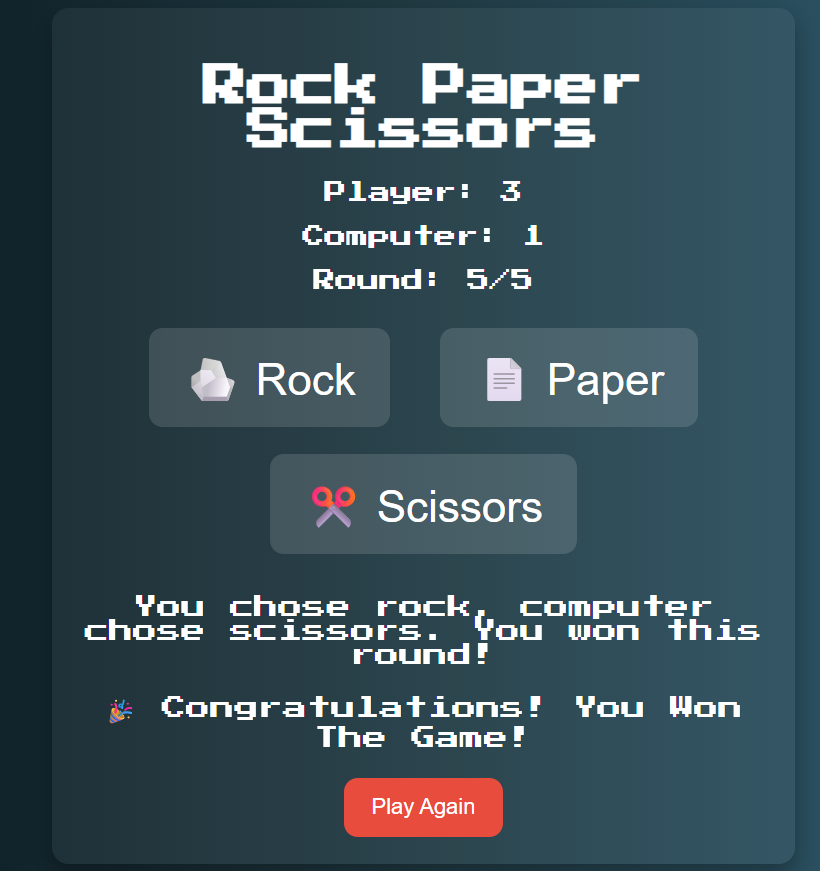 Rock Paper
Scissors
Player: 3
Computer: 1
Round: 5/5
Rock
Paper
Scissors
You chose rock, computer
chose scissors. You won this
round!
🎉 Congratulations! You Won
The Game!
Play Again